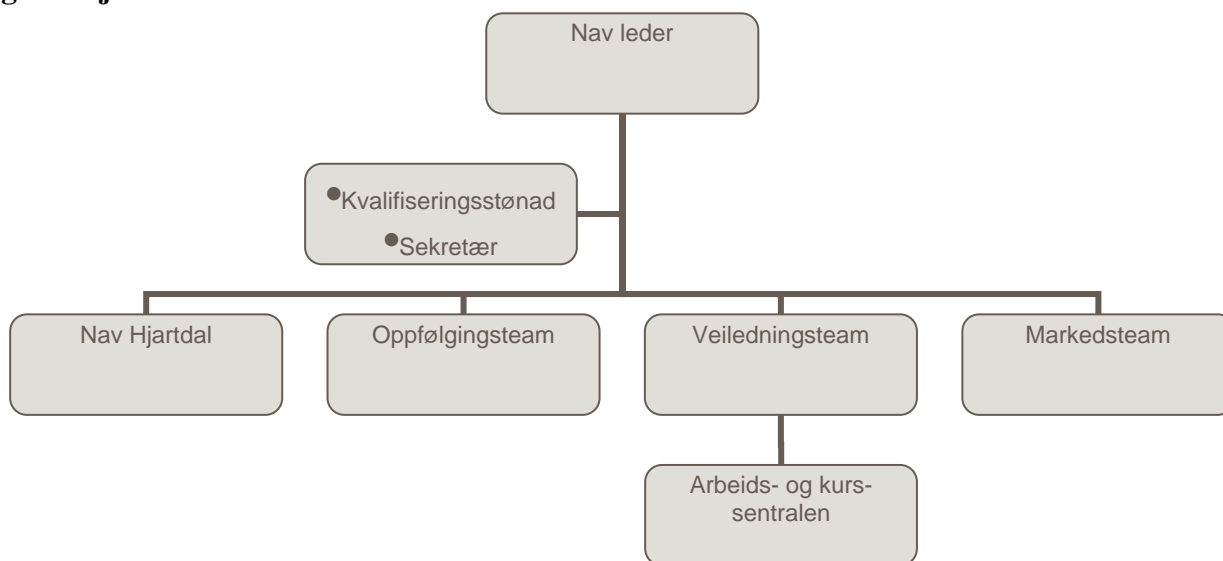 Nav leder
●Kvalifiseringsstønad
●Sekretær
Nav Hjartdal
Oppfølgingsteam
Veiledningsteam
Markedsteam
Arbeids- og kurs-
sentralen